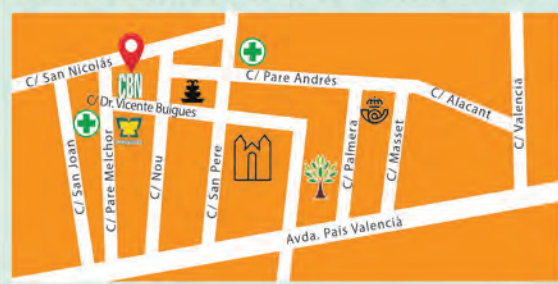 C/ San Nicolás
CBN
C/ Pare Andrés
C/ Alacant
C/ Valencia
C/ Dr. Vicente Buigues
C/ San Joan
C/ Pare Melchor
C/ Nou
C/ San Pere
C/ Palmera
C/ Masset
Avda. País Valencià